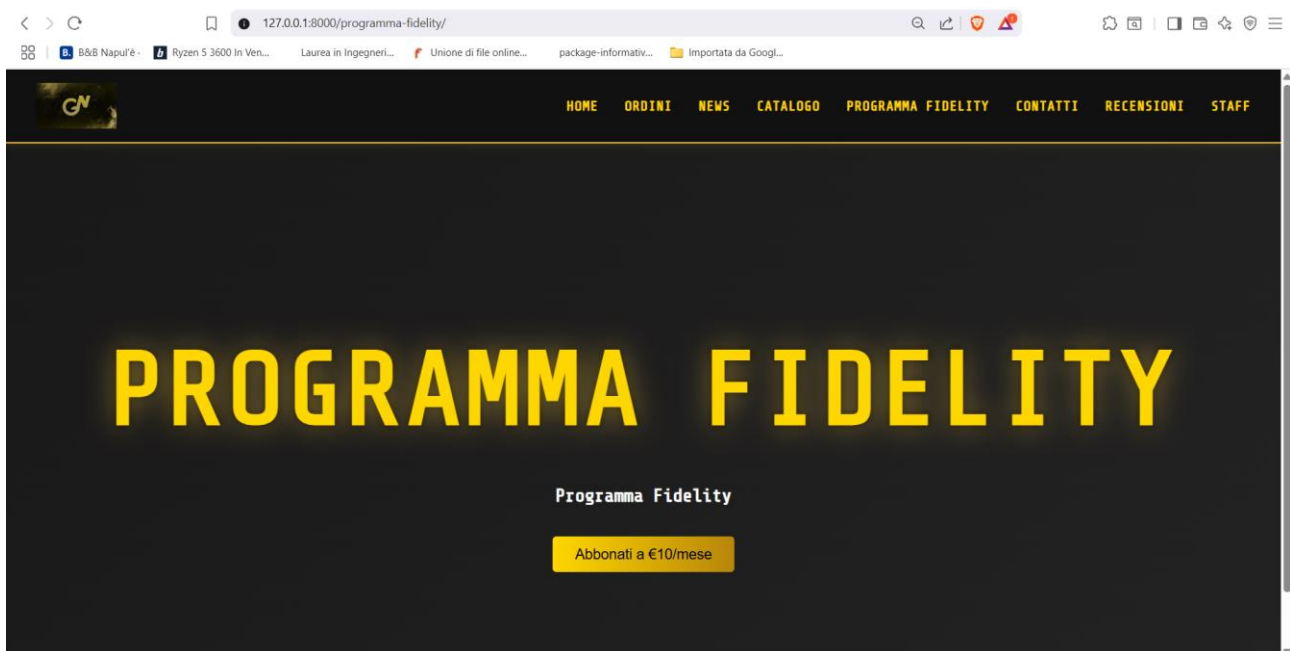 127.0.0.1:8000/programma-fidelity/
B. B&B Napul'è - b Ryzen 5 3600 In Ven... Laurea in Ingegneri... Unione di file online... package-informativ... Importata da Googl...
GN HOME ORDINI NEWS CATALOGO PROGRAMMA FIDELITY CONTATTI RECENSIONI STAFF
PROGRAMMA FIDELITY
Programma Fidelity
Abbonati a €10/mese